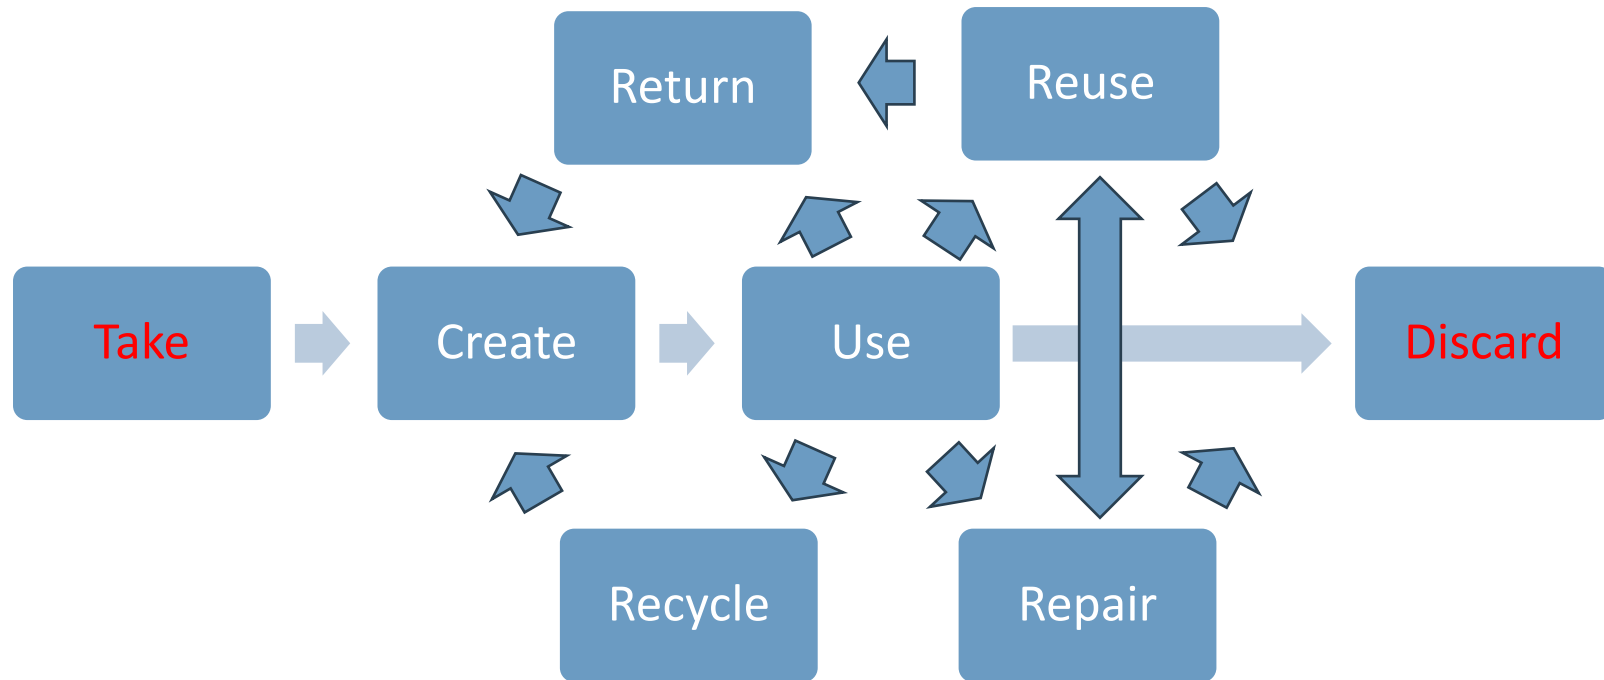 Return
Reuse
Take
Create
Use
Discard
Recycle
Repair